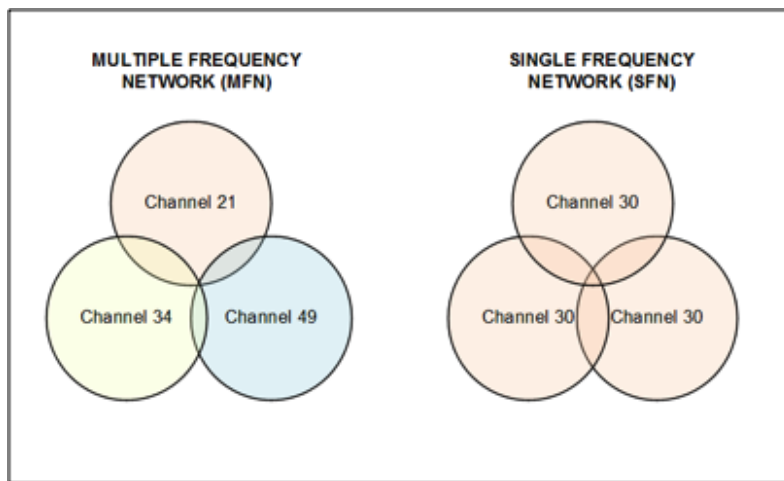 MULTIPLE FREQUENCY
NETWORK (MFN)
Channel 21
Channel 34
Channel 49
SINGLE FREQUENCY
NETWORK (SFN)
Channel 30
Channel 30
Channel 30